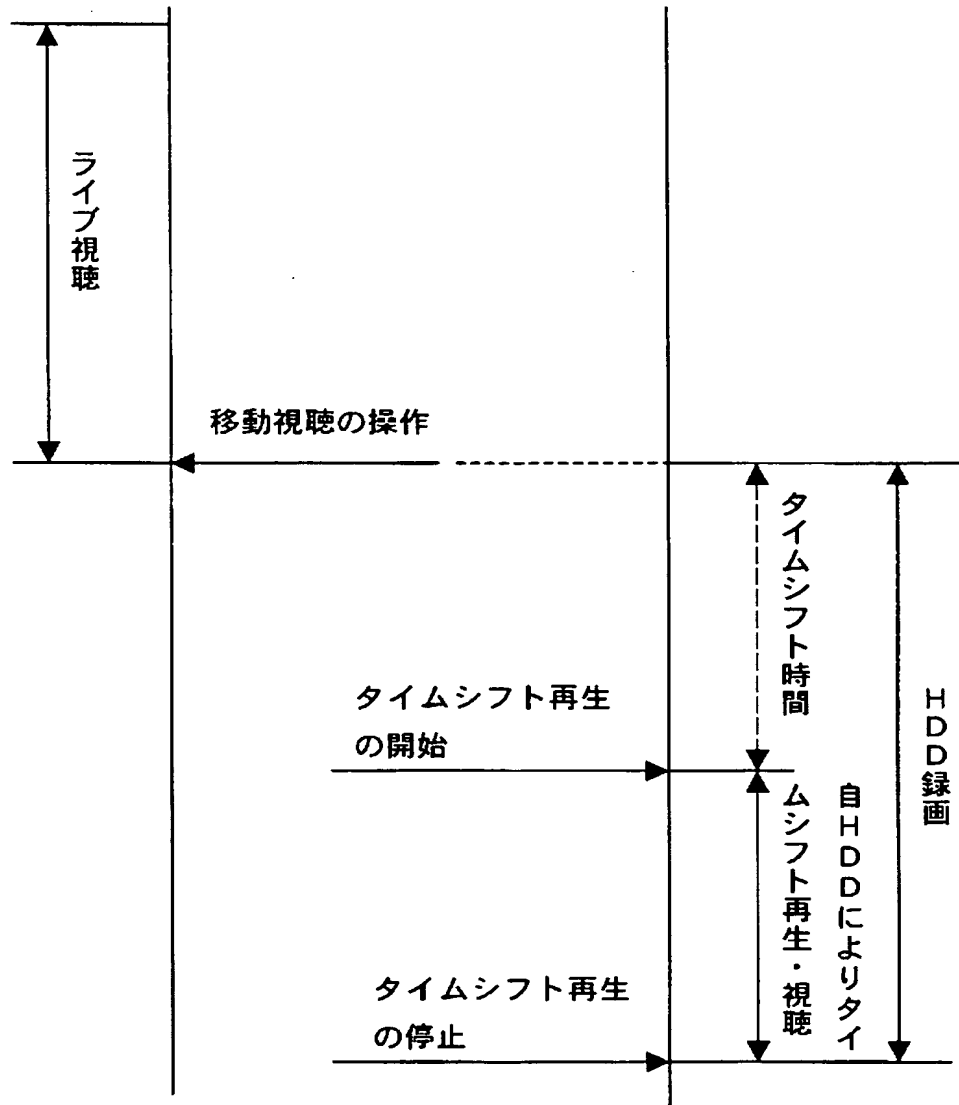 ライブ視聴
移動視聴の操作
タイムシフト時間
HDD録画
タイムシフト再生
の開始
自HDDによりタイ
ムシフト再生・視聴
タイムシフト再生
の停止